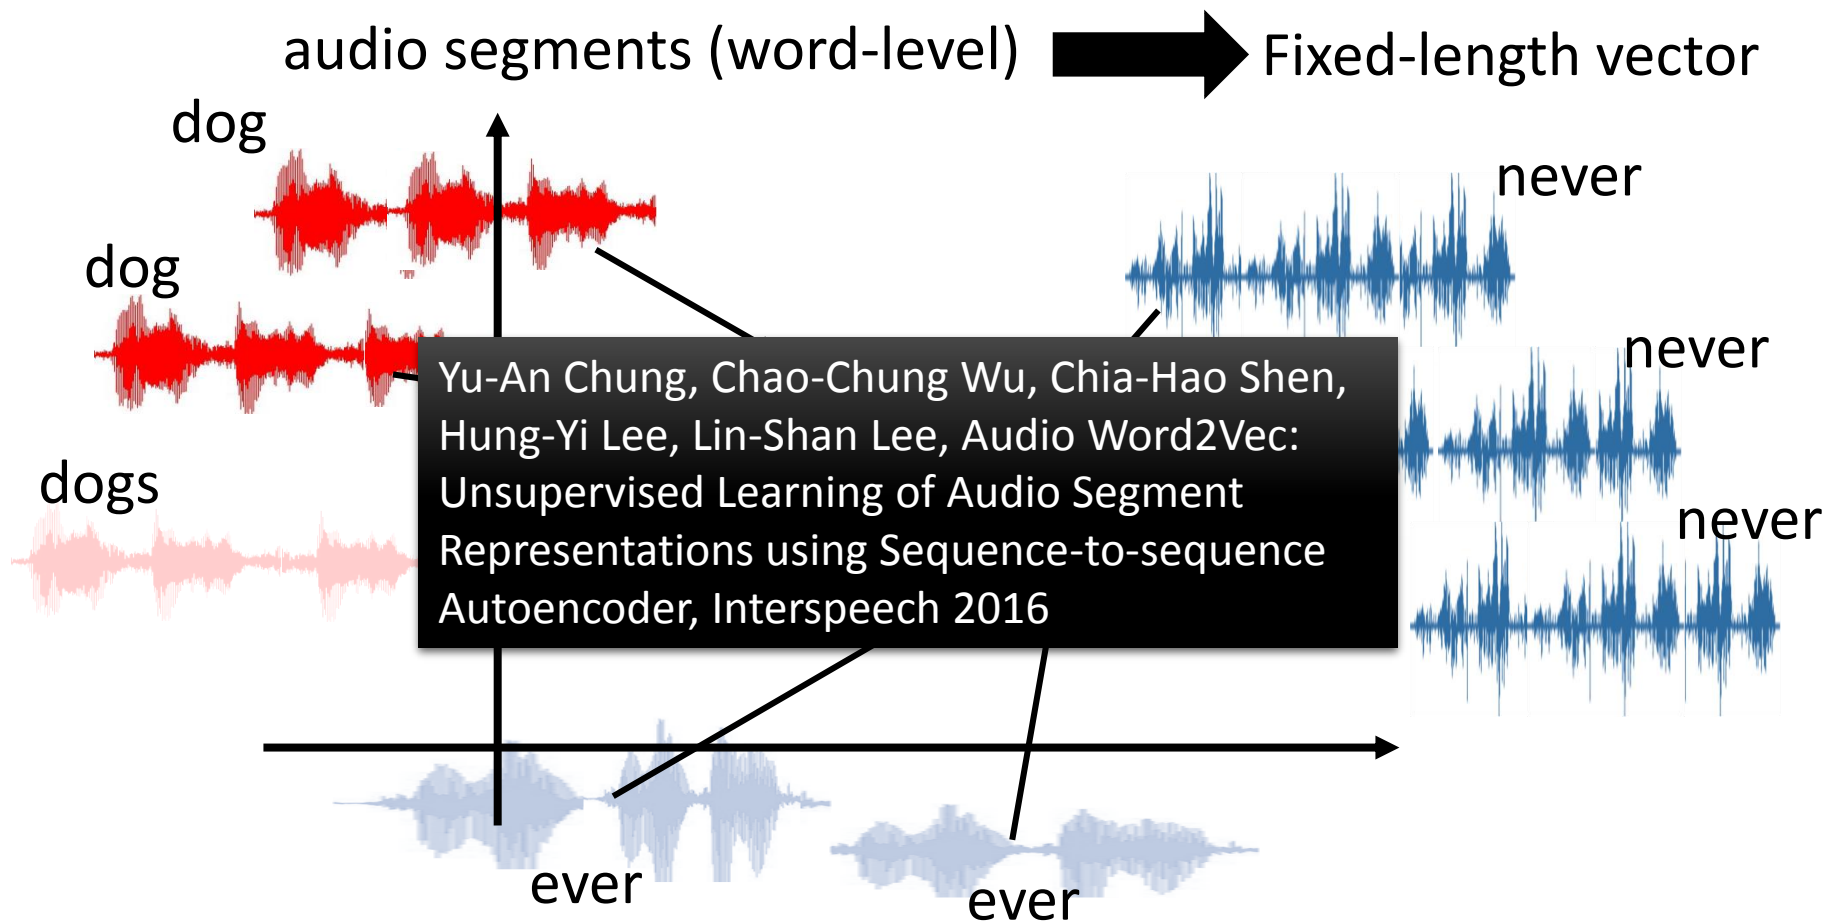 audio segments (word-level)
Fixed-length vector
dog
never
dog
never
Yu-An Chung, Chao-Chung Wu, Chia-Hao Shen,
Hung-Yi Lee, Lin-Shan Lee, Audio Word2Vec:
Unsupervised Learning of Audio Segment
Representations using Sequence-to-sequence
Autoencoder, Interspeech 2016
dogs
never
ever
ever